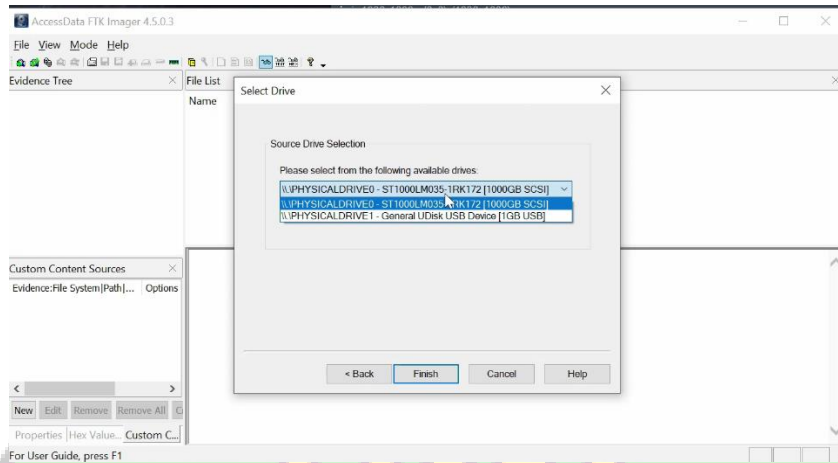 AccessData FTK Imager 4.5.0.3
File View Mode Help
Evidence Tree
File List
Name
Select Drive
Source Drive Selection
Please select from the following available drives:
\\.\PHYSICALDRIVE0 - ST1000LM035-1RK172 [1000GB SCSI]
\\.\PHYSICALDRIVE0 - ST1000LM035-1RK172 [1000GB SCSI]
\\.\PHYSICALDRIVE1 - General UDisk USB Device [1GB USB]
Custom Content Sources
Evidence:File System|Path|... Options
< Back Finish Cancel Help
New Edit Remove Remove All
Properties Hex Value... Custom C...
For User Guide, press F1